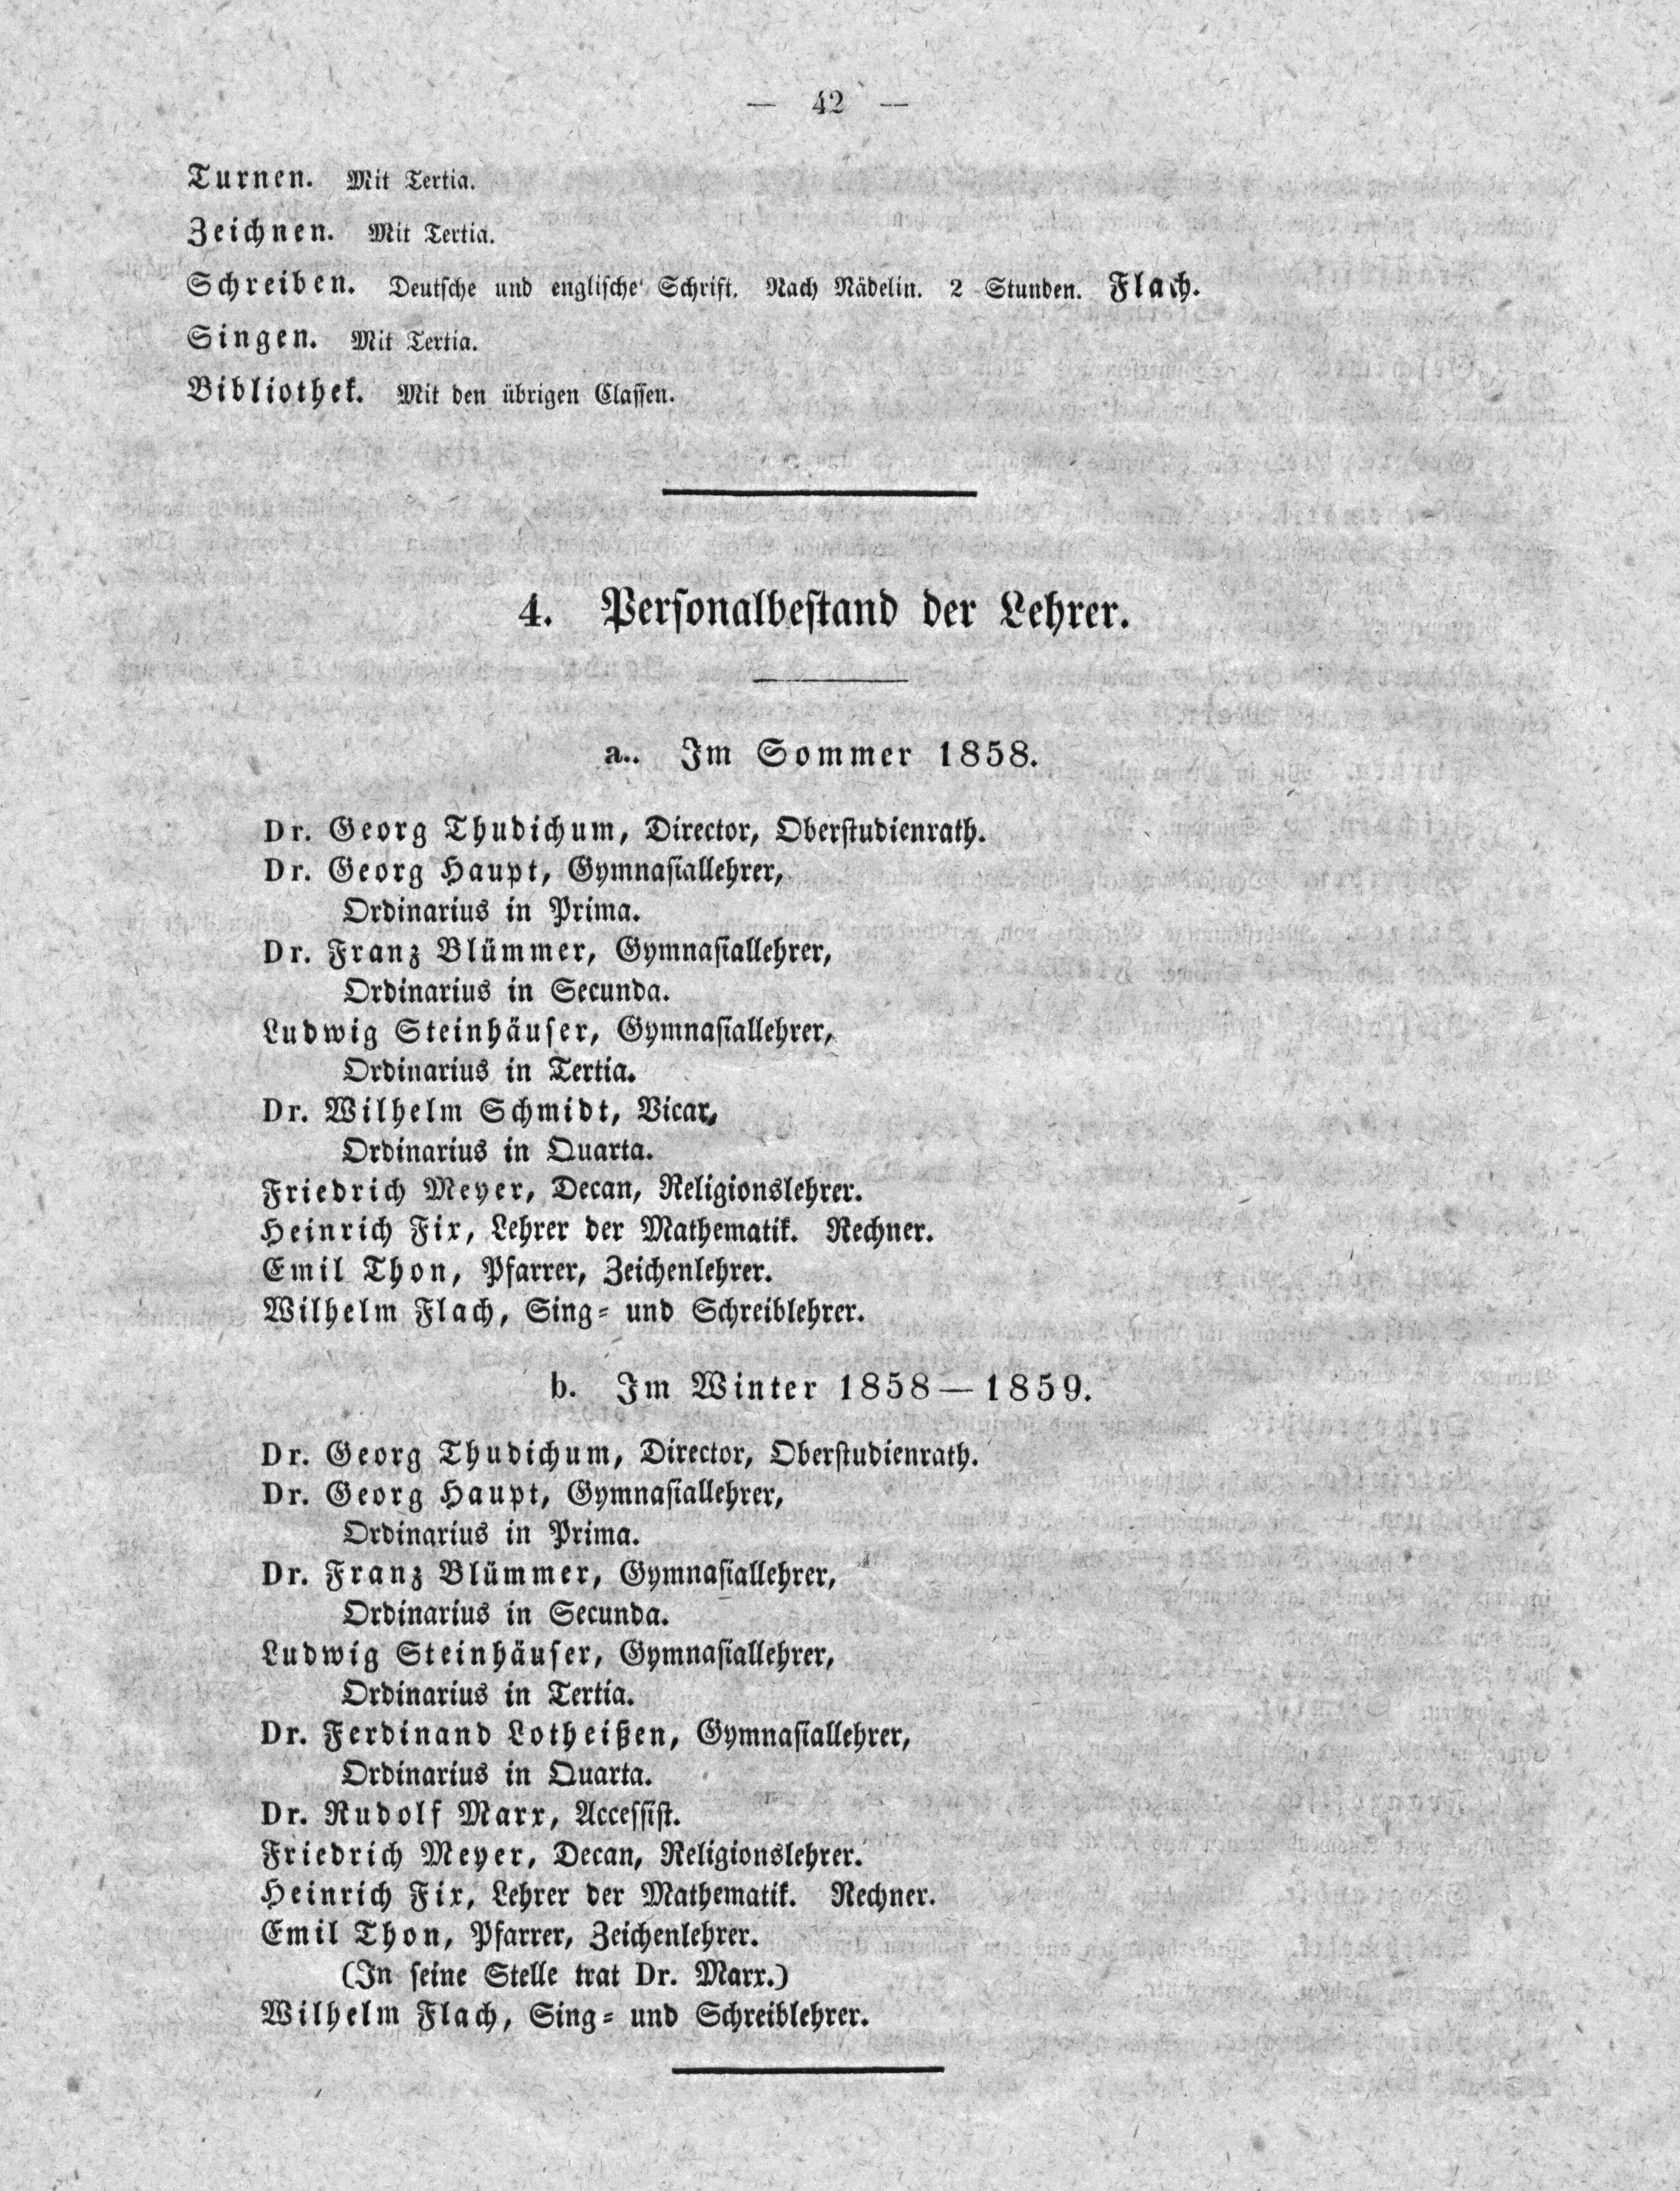 — 42 —
Turnen. Mit Tertia.
Zeichnen. Mit Tertia.
Schreiben. Deutsche und englische Schrift. Nach Nädelin. 2 Stunden. Flach.
Singen. Mit Tertia.
Bibliothek. Mit den übrigen Classen.
4. Personalbestand der Lehrer.
a. Im Sommer 1858.
Dr. Georg Thudichum, Director, Oberstudienrath.
Dr. Georg Haupt, Gymnasiallehrer,
Ordinarius in Prima.
Dr. Franz Blümmer, Gymnasiallehrer,
Ordinarius in Secunda.
Ludwig Steinhäuser, Gymnasiallehrer,
Ordinarius in Tertia.
Dr. Wilhelm Schmidt, Vicar,
Ordinarius in Quarta.
Friedrich Meyer, Decan, Religionslehrer.
Heinrich Fix, Lehrer der Mathematik. Rechner.
Emil Thon, Pfarrer, Zeichenlehrer.
Wilhelm Flach, Sing- und Schreiblehrer.
b. Im Winter 1858—1859.
Dr. Georg Thudichum, Director, Oberstudienrath.
Dr. Georg Haupt, Gymnasiallehrer,
Ordinarius in Prima.
Dr. Franz Blümmer, Gymnasiallehrer,
Ordinarius in Secunda.
Ludwig Steinhäuser, Gymnasiallehrer,
Ordinarius in Tertia.
Dr. Ferdinand Lotheißen, Gymnasiallehrer,
Ordinarius in Quarta.
Dr. Rudolf Marx, Accessist.
Friedrich Meyer, Decan, Religionslehrer.
Heinrich Fix, Lehrer der Mathematik. Rechner.
Emil Thon, Pfarrer, Zeichenlehrer.
(In seine Stelle trat Dr. Marx.)
Wilhelm Flach, Sing- und Schreiblehrer.